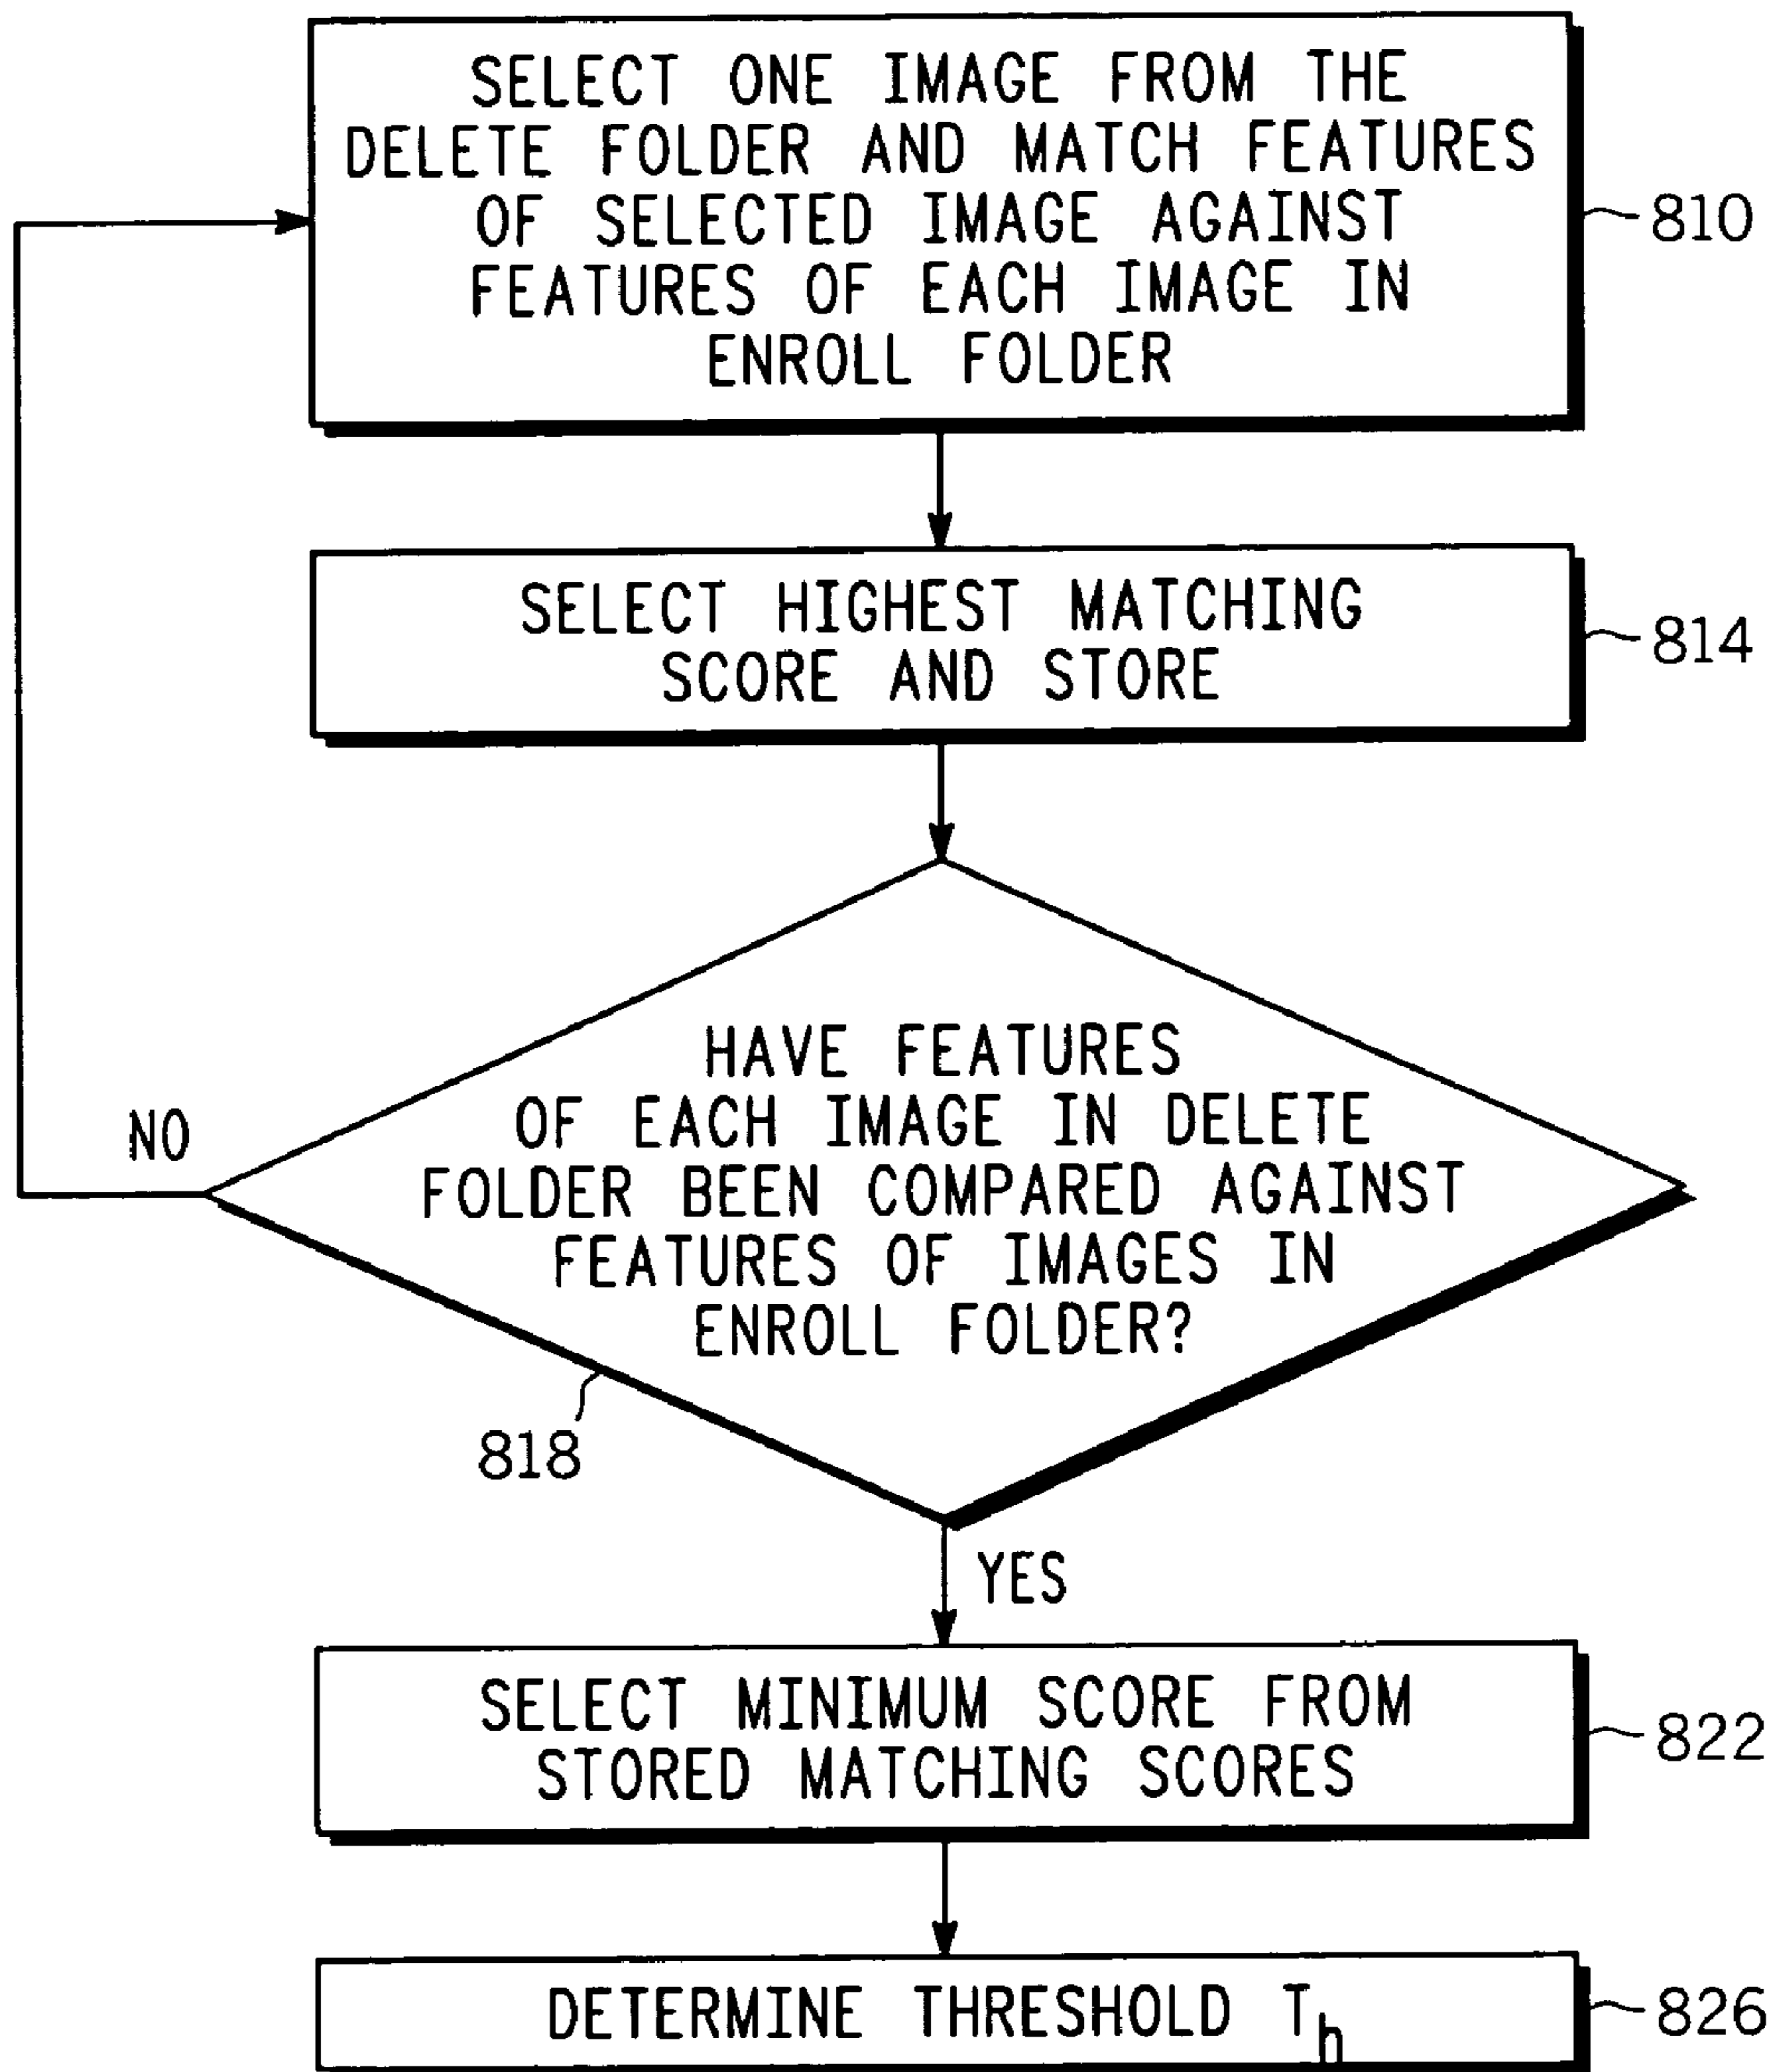 SELECT ONE IMAGE FROM THE
DELETE FOLDER AND MATCH FEATURES
OF SELECTED IMAGE AGAINST
FEATURES OF EACH IMAGE IN
ENROLL FOLDER
810
SELECT HIGHEST MATCHING
SCORE AND STORE
814
HAVE FEATURES
OF EACH IMAGE IN DELETE
FOLDER BEEN COMPARED AGAINST
FEATURES OF IMAGES IN
ENROLL FOLDER?
NO
818
YES
SELECT MINIMUM SCORE FROM
STORED MATCHING SCORES
822
DETERMINE THRESHOLD Th
826